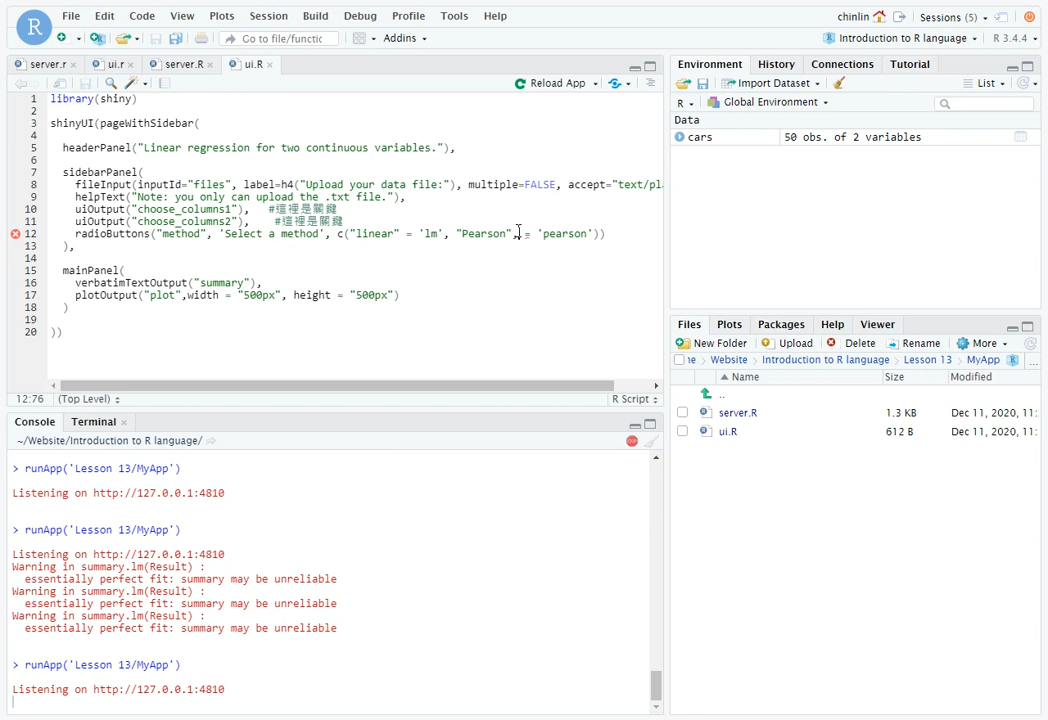 File Edit Code View Plots Session Build Debug Profile Tools Help
chinlin Sessions (5)
Go to file/functic Addins
Introduction to R language R 3.4.4
server.r ui.r server.R ui.R
Reload App
1 library(shiny)
2
3 shinyUI(pageWithSidebar(
4
5 headerPanel("Linear regression for two continuous variables."),
6
7 sidebarPanel(
8 fileInput(inputId="files", label=h4("Upload your data file:"), multiple=FALSE, accept="text/pla
9 helpText("Note: you only can upload the .txt file."),
10 uiOutput("choose_columns1"), #這裡是關鍵
11 uiOutput("choose_columns2"), #這裡是關鍵
12 radioButtons("method", 'Select a method', c("linear" = 'lm', "Pearson", = 'pearson'))
13 ),
14
15 mainPanel(
16 verbatimTextOutput("summary"),
17 plotOutput("plot",width = "500px", height = "500px")
18 )
19
20 ))
12:76 (Top Level) R Script
Console Terminal
~/Website/Introduction to R language/
> runApp('Lesson 13/MyApp')
Listening on http://127.0.0.1:4810
> runApp('Lesson 13/MyApp')
Listening on http://127.0.0.1:4810
Warning in summary.lm(Result) :
essentially perfect fit: summary may be unreliable
Warning in summary.lm(Result) :
essentially perfect fit: summary may be unreliable
Warning in summary.lm(Result) :
essentially perfect fit: summary may be unreliable
> runApp('Lesson 13/MyApp')
Listening on http://127.0.0.1:4810
Environment History Connections Tutorial
Import Dataset List
R Global Environment
Data
cars 50 obs. of 2 variables
Files Plots Packages Help Viewer
New Folder Upload Delete Rename More
me Website Introduction to R language Lesson 13 MyApp ...
Name Size Modified
..
server.R 1.3 KB Dec 11, 2020, 11:
ui.R 612 B Dec 11, 2020, 11: